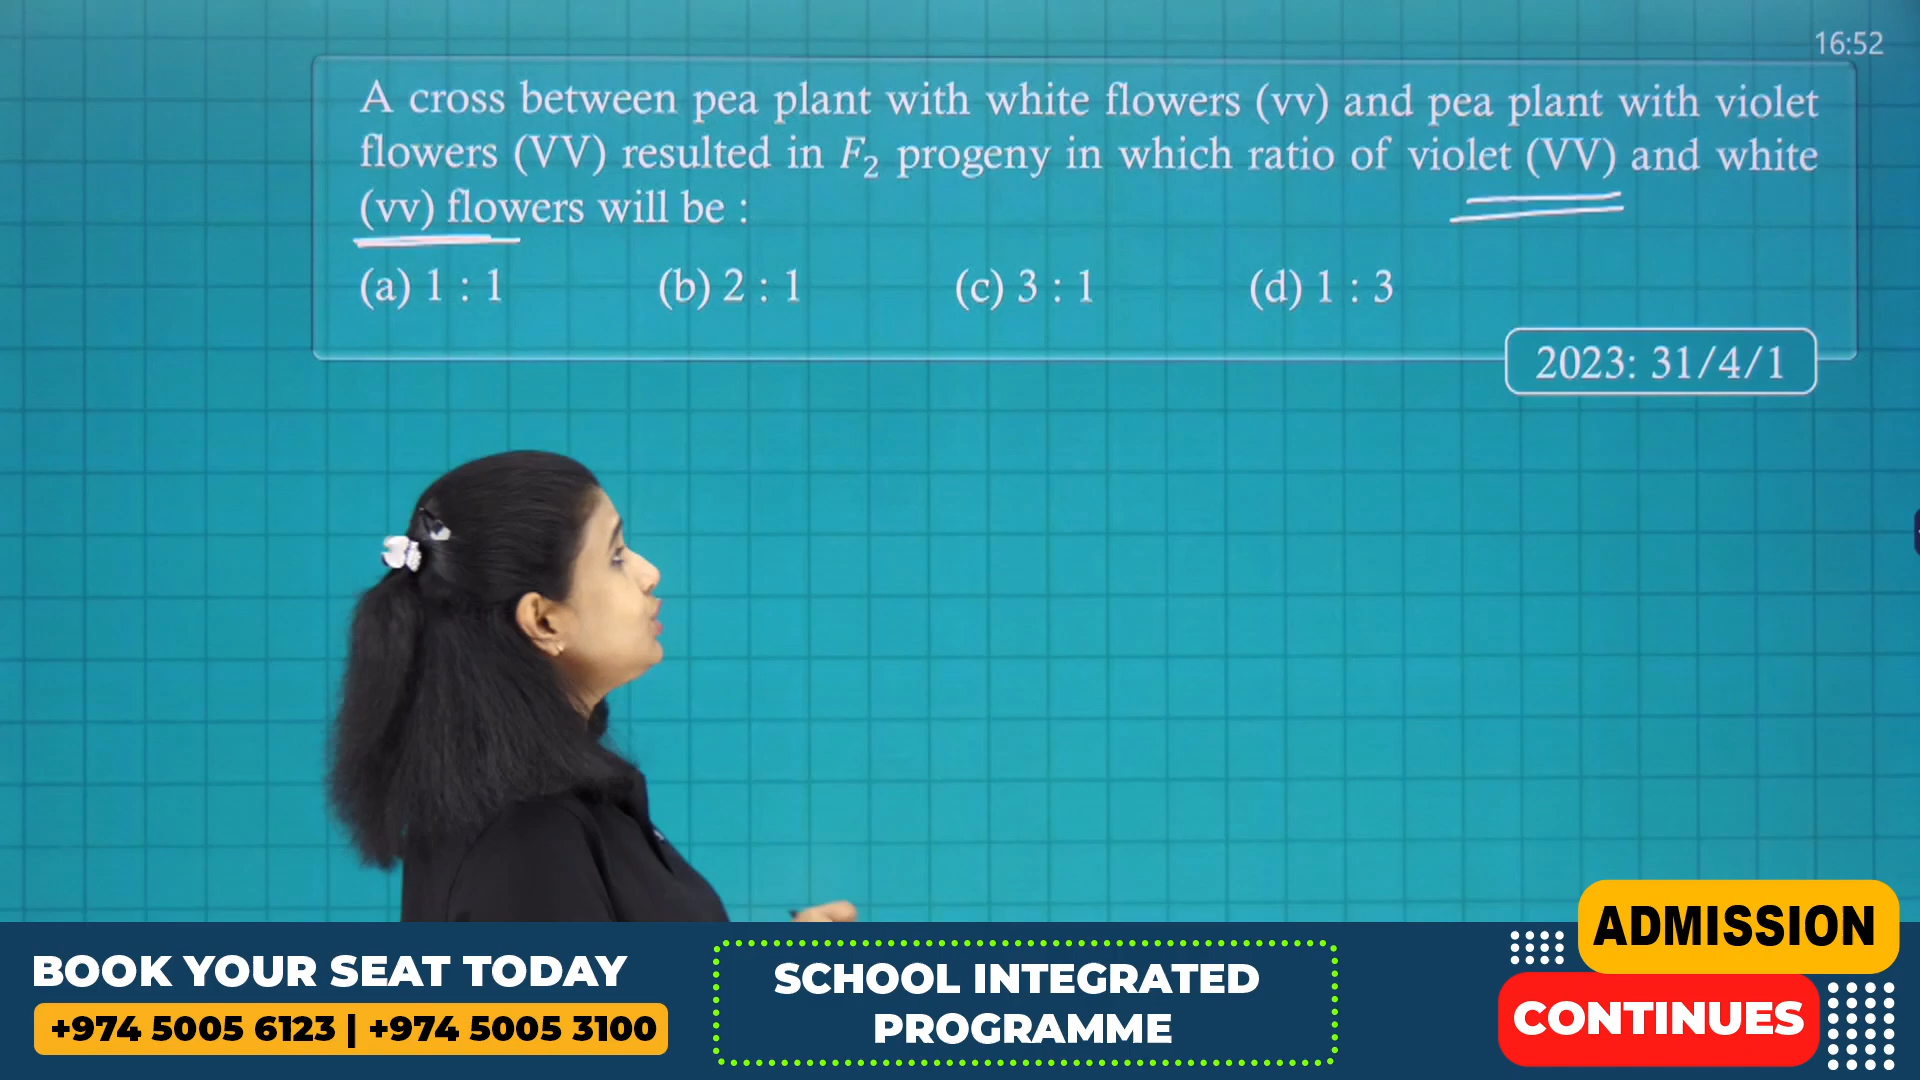 16:52
A cross between pea plant with white flowers (vv) and pea plant with violet
flowers (VV) resulted in F₂ progeny in which ratio of violet (VV) and white
(vv) flowers will be :
(a) 1 : 1 (b) 2 : 1 (c) 3 : 1 (d) 1 : 3
2023: 31/4/1
BOOK YOUR SEAT TODAY
+974 5005 6123 | +974 5005 3100
SCHOOL INTEGRATED
PROGRAMME
ADMISSION
CONTINUES